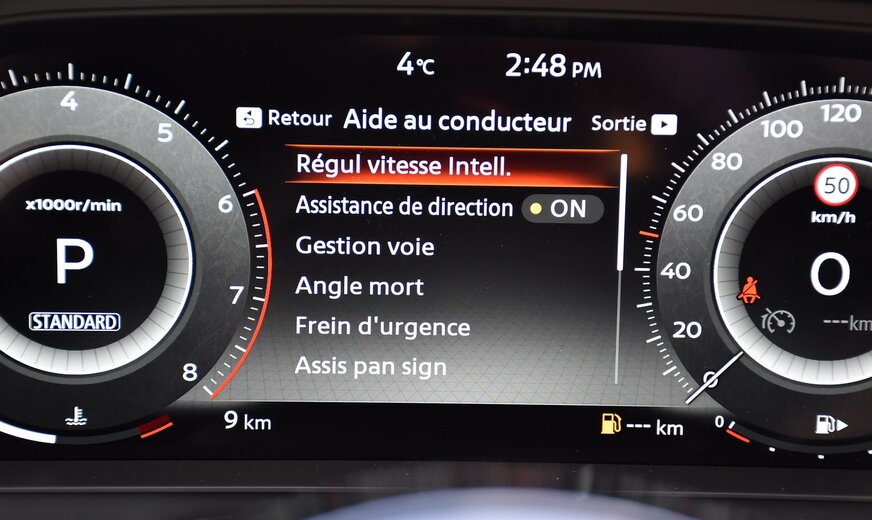 4°C 2:48 PM
Retour Aide au conducteur Sortie
Régul vitesse Intell.
Assistance de direction ON
Gestion voie
Angle mort
Frein d'urgence
Assis pan sign
9 km
--- km
4
5
6
7
8
x1000r/min
P
STANDARD
120
100
80
60
40
20
0
50
km/h
0
---km
0